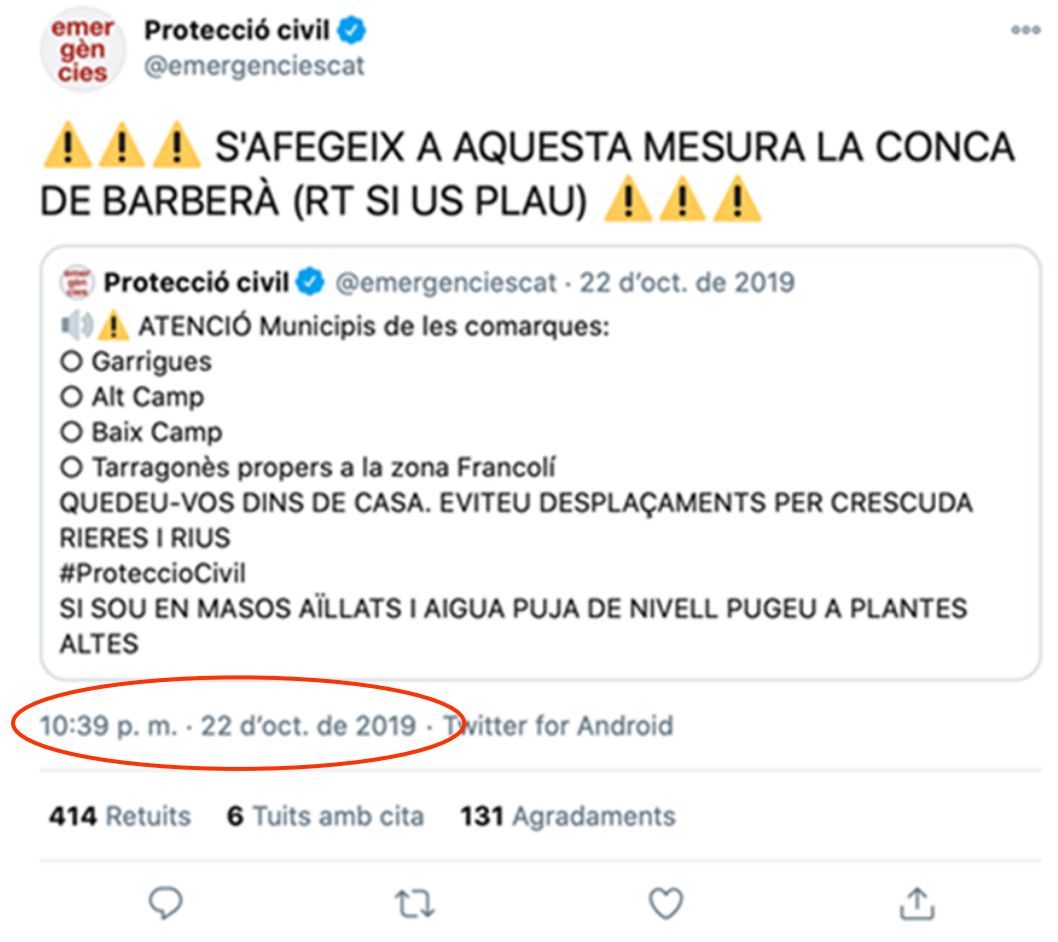 emer
gèn
cies
Protecció civil
@emergenciescat
⚠️⚠️⚠️ S'AFEGEIX A AQUESTA MESURA LA CONCA
DE BARBERÀ (RT SI US PLAU) ⚠️⚠️⚠️
emer
gèn
cies
Protecció civil @emergenciescat · 22 d'oct. de 2019
🔊⚠️ ATENCIÓ Municipis de les comarques:
⭕ Garrigues
⭕ Alt Camp
⭕ Baix Camp
⭕ Tarragonès propers a la zona Francolí
QUEDEU-VOS DINS DE CASA. EVITEU DESPLAÇAMENTS PER CRESCUDA
RIERES I RIUS
#ProteccioCivil
SI SOU EN MASOS AÏLLATS I AIGUA PUJA DE NIVELL PUGEU A PLANTES
ALTES
10:39 p. m. · 22 d'oct. de 2019 · Twitter for Android
414 Retuits 6 Tuits amb cita 131 Agradaments